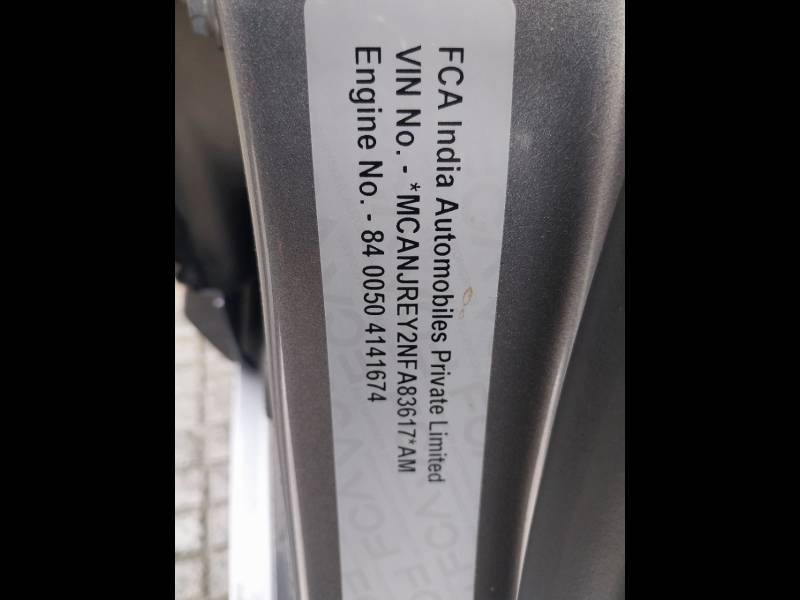 FCA India Automobiles Private Limited
VIN No. - *MCANJREY2NFA83617*AM
Engine No. - 84 0050 4141674